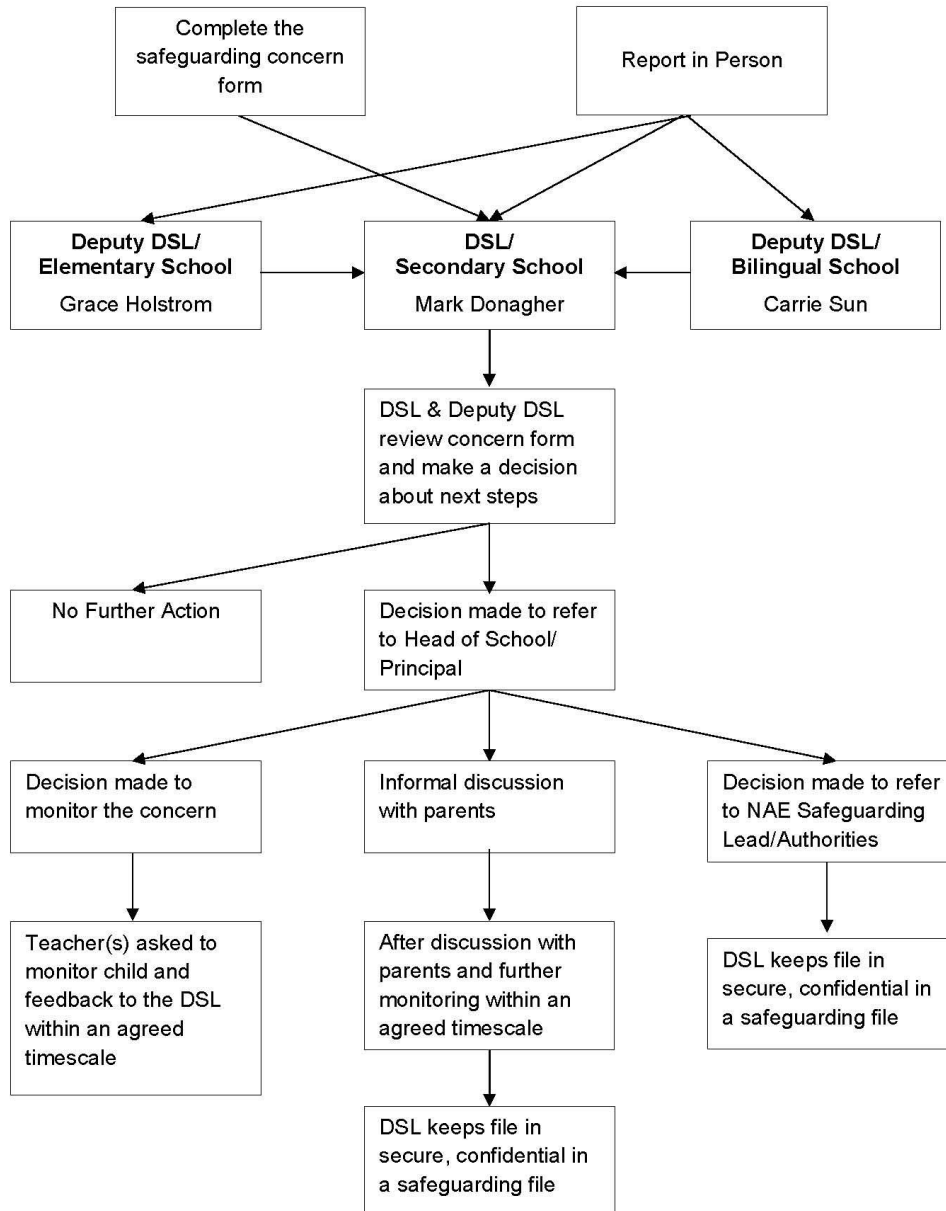 Complete the
safeguarding concern
form
Report in Person
Deputy DSL/
Elementary School
Grace Holstrom
DSL/
Secondary School
Mark Donagher
Deputy DSL/
Bilingual School
Carrie Sun
DSL & Deputy DSL
review concern form
and make a decision
about next steps
No Further Action
Decision made to refer
to Head of School/
Principal
Decision made to
monitor the concern
Informal discussion
with parents
Decision made to refer
to NAE Safeguarding
Lead/Authorities
Teacher(s) asked to
monitor child and
feedback to the DSL
within an agreed
timescale
After discussion with
parents and further
monitoring within an
agreed timescale
DSL keeps file in
secure, confidential in
a safeguarding file
DSL keeps file in
secure, confidential in
a safeguarding file